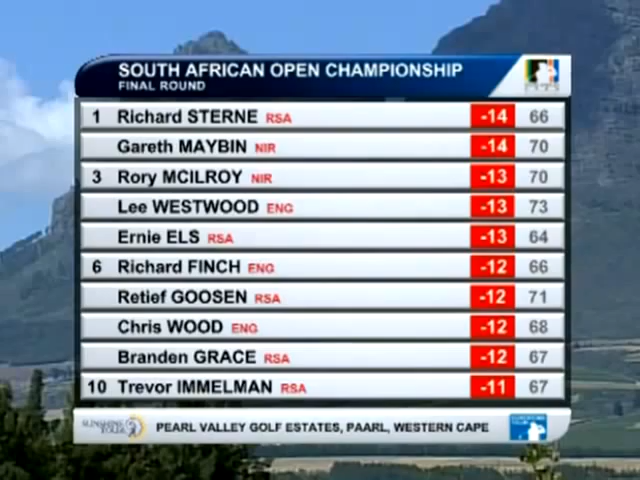 SOUTH AFRICAN OPEN CHAMPIONSHIP
FINAL ROUND
1 Richard STERNE RSA -14 66
Gareth MAYBIN NIR -14 70
3 Rory MCILROY NIR -13 70
Lee WESTWOOD ENG -13 73
Ernie ELS RSA -13 64
6 Richard FINCH ENG -12 66
Retief GOOSEN RSA -12 71
Chris WOOD ENG -12 68
Branden GRACE RSA -12 67
10 Trevor IMMELMAN RSA -11 67
SUNSHINE TOUR PEARL VALLEY GOLF ESTATES, PAARL, WESTERN CAPE